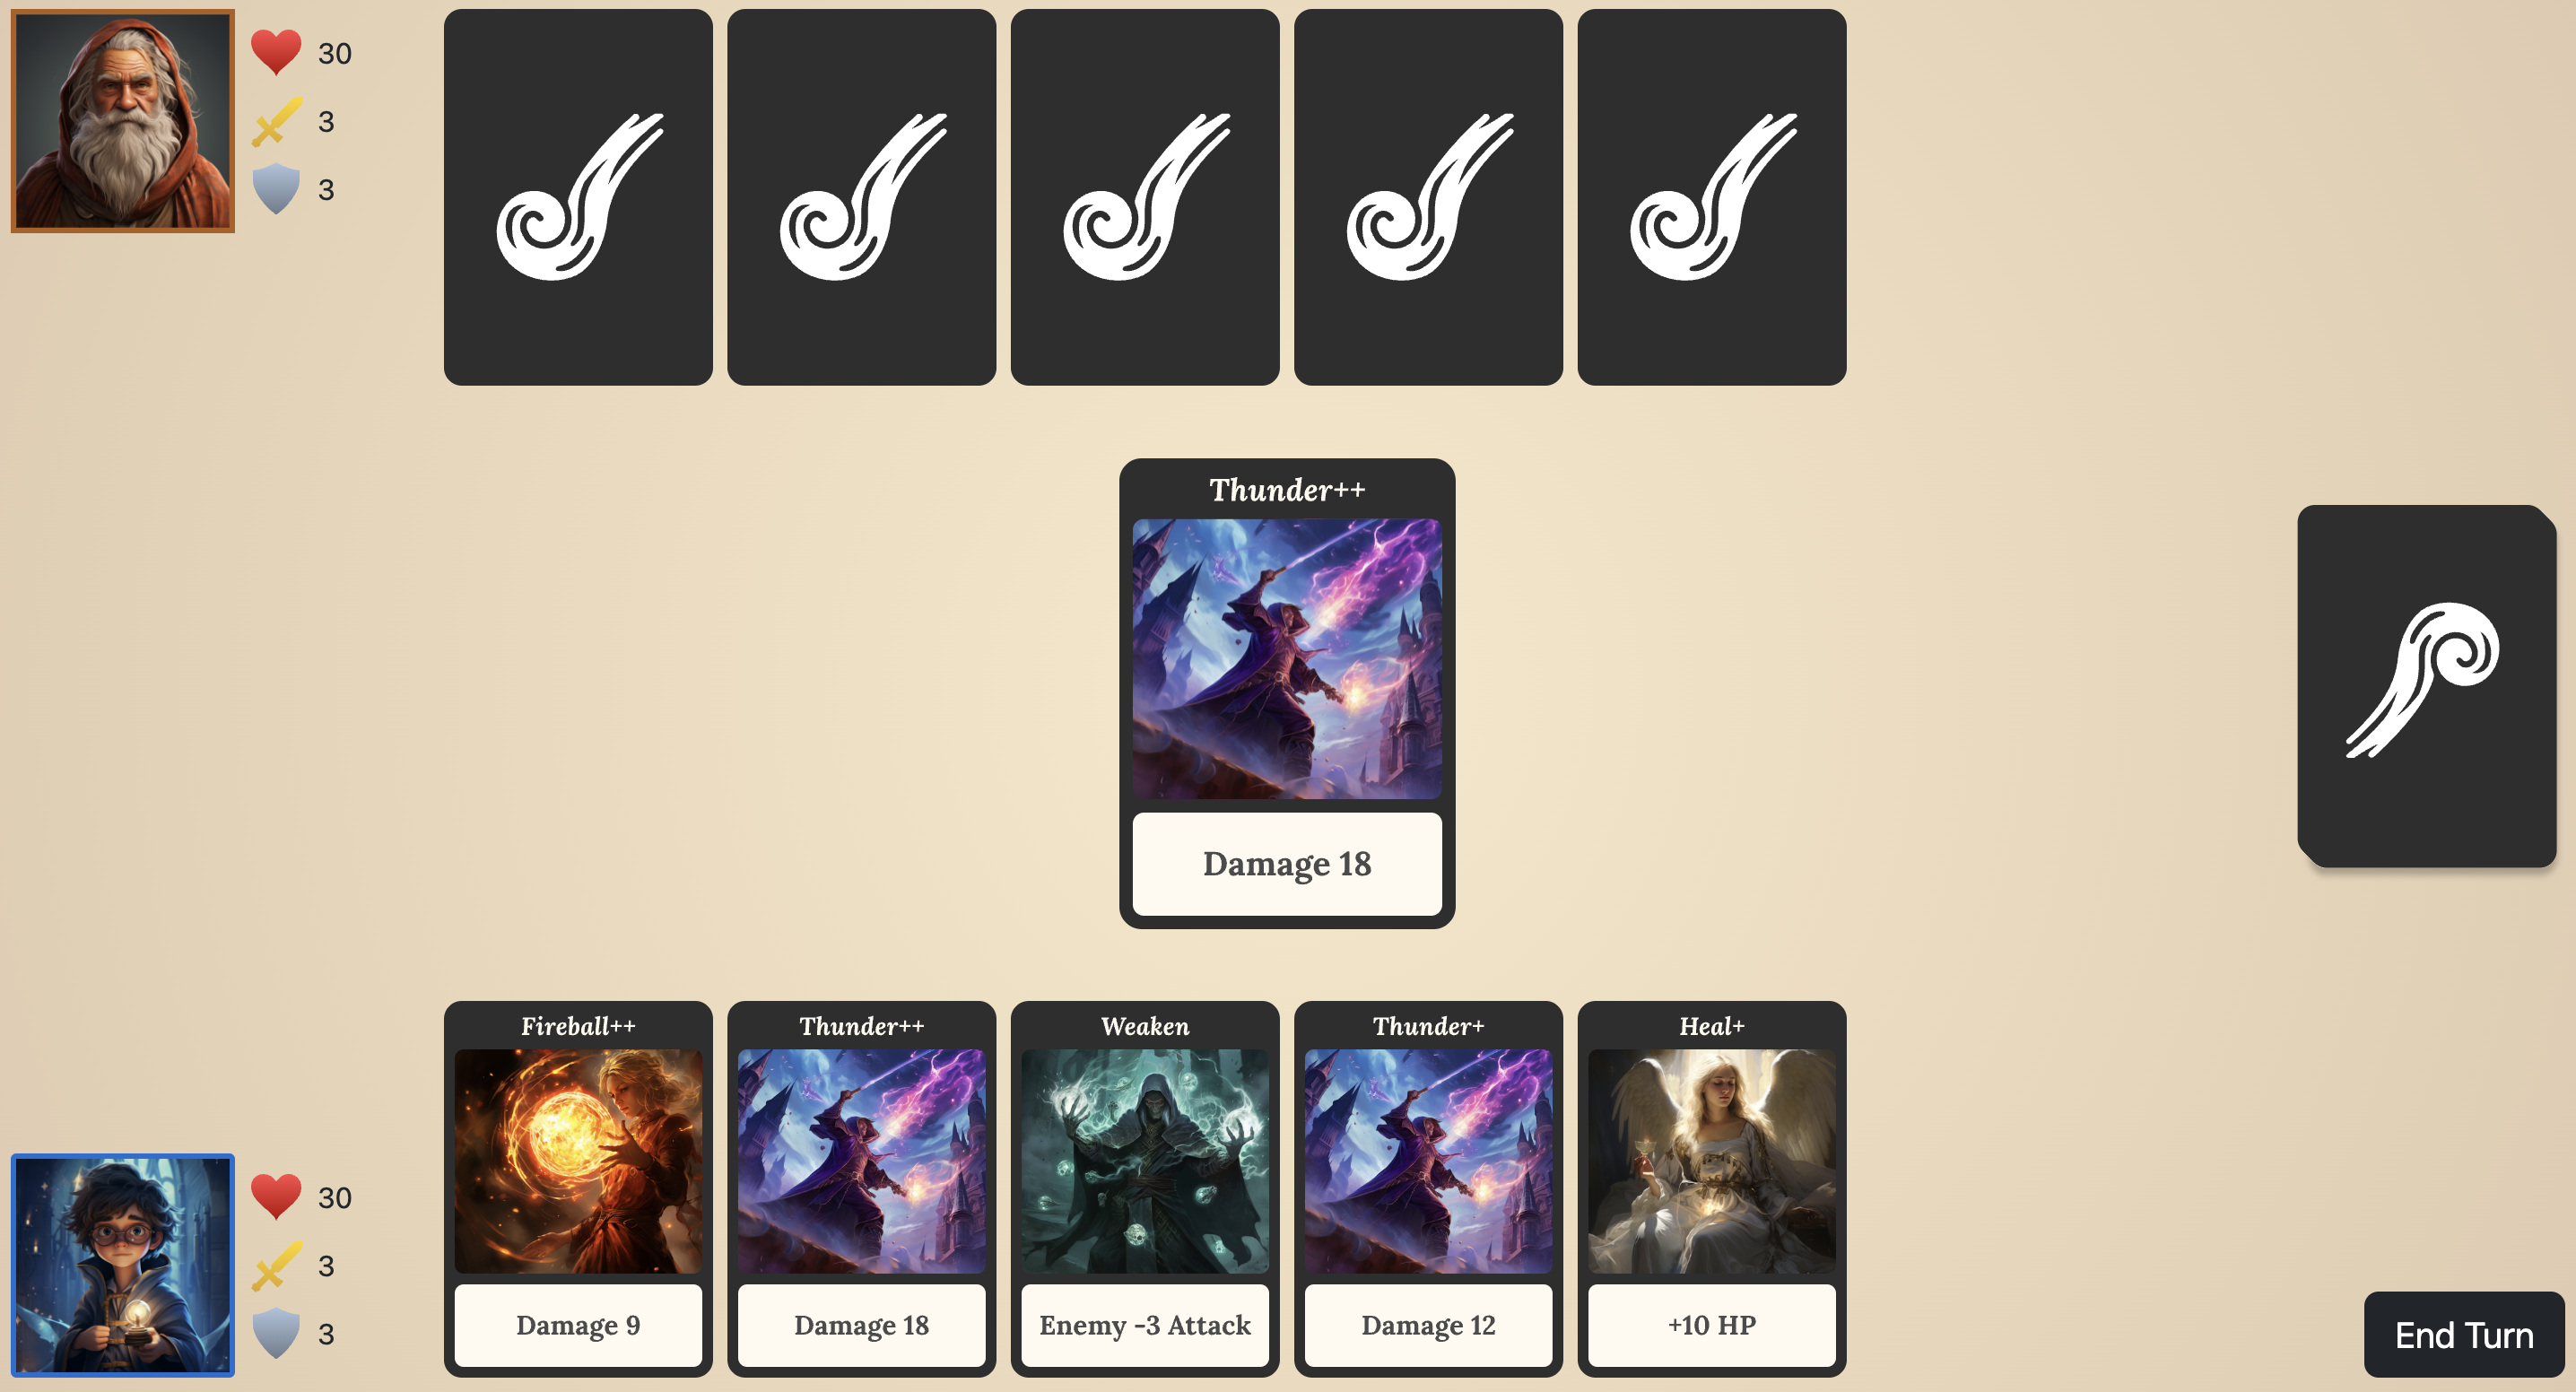 30
3
3
Thunder++
Damage 18
Fireball++
Damage 9
Thunder++
Damage 18
Weaken
Enemy -3 Attack
Thunder+
Damage 12
Heal+
+10 HP
30
3
3
End Turn